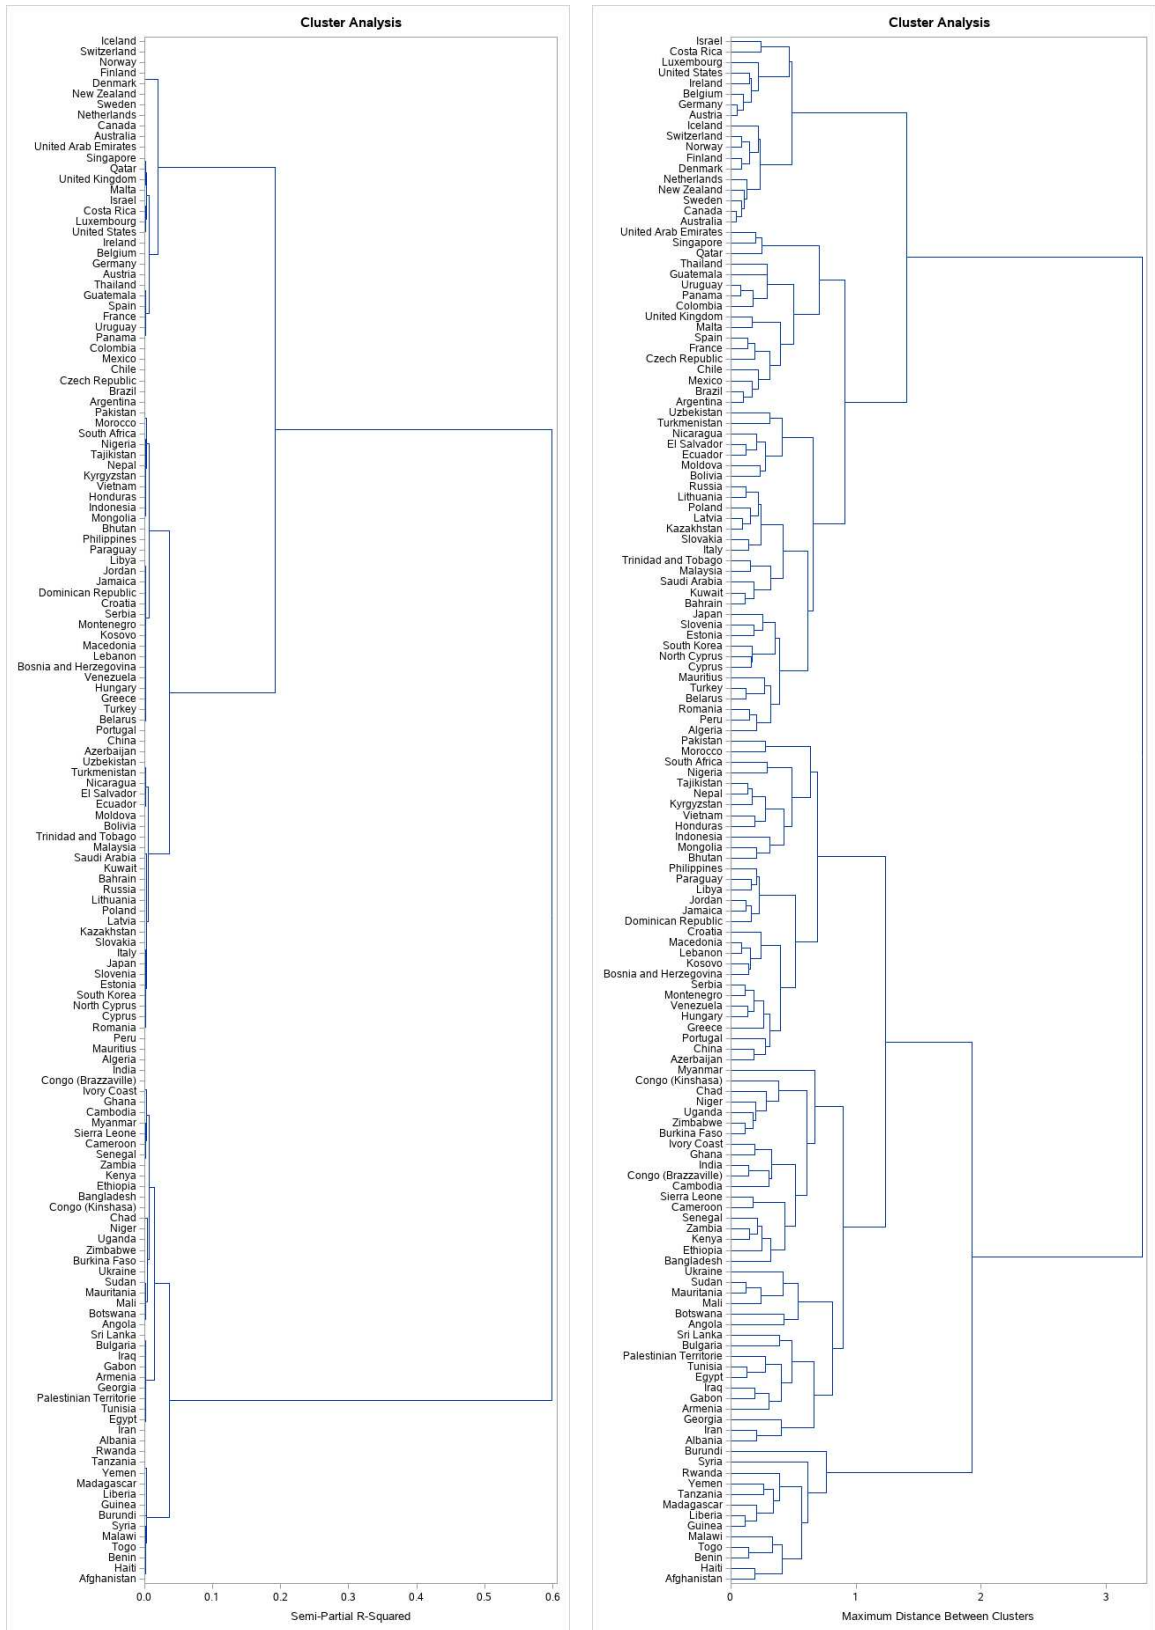 Cluster Analysis
Iceland
Switzerland
Norway
Finland
Denmark
New Zealand
Sweden
Netherlands
Canada
Australia
United Arab Emirates
Singapore
Qatar
United Kingdom
Malta
Israel
Costa Rica
Luxembourg
United States
Ireland
Belgium
Germany
Austria
Thailand
Guatemala
Spain
France
Uruguay
Panama
Colombia
Mexico
Chile
Czech Republic
Brazil
Argentina
Pakistan
Morocco
South Africa
Nigeria
Tajikistan
Nepal
Kyrgyzstan
Vietnam
Honduras
Indonesia
Mongolia
Bhutan
Philippines
Paraguay
Libya
Jordan
Jamaica
Dominican Republic
Croatia
Serbia
Montenegro
Kosovo
Macedonia
Lebanon
Bosnia and Herzegovina
Venezuela
Hungary
Greece
Turkey
Belarus
Portugal
China
Azerbaijan
Uzbekistan
Turkmenistan
Nicaragua
El Salvador
Ecuador
Moldova
Bolivia
Trinidad and Tobago
Malaysia
Saudi Arabia
Kuwait
Bahrain
Russia
Lithuania
Poland
Latvia
Kazakhstan
Slovakia
Italy
Japan
Slovenia
Estonia
South Korea
North Cyprus
Cyprus
Romania
Peru
Mauritius
Algeria
India
Congo (Brazzaville)
Ivory Coast
Ghana
Cambodia
Myanmar
Sierra Leone
Cameroon
Senegal
Zambia
Kenya
Ethiopia
Bangladesh
Congo (Kinshasa)
Chad
Niger
Uganda
Zimbabwe
Burkina Faso
Ukraine
Sudan
Mauritania
Mali
Botswana
Angola
Sri Lanka
Bulgaria
Iraq
Gabon
Armenia
Georgia
Palestinian Territorie
Tunisia
Egypt
Iran
Albania
Rwanda
Tanzania
Yemen
Madagascar
Liberia
Guinea
Burundi
Syria
Malawi
Togo
Benin
Haiti
Afghanistan
0.0 0.1 0.2 0.3 0.4 0.5 0.6
Semi-Partial R-Squared
Cluster Analysis
Israel
Costa Rica
Luxembourg
United States
Ireland
Belgium
Germany
Austria
Iceland
Switzerland
Norway
Finland
Denmark
Netherlands
New Zealand
Sweden
Canada
Australia
United Arab Emirates
Singapore
Qatar
Thailand
Guatemala
Uruguay
Panama
Colombia
United Kingdom
Malta
Spain
France
Czech Republic
Chile
Mexico
Brazil
Argentina
Uzbekistan
Turkmenistan
Nicaragua
El Salvador
Ecuador
Moldova
Bolivia
Russia
Lithuania
Poland
Latvia
Kazakhstan
Slovakia
Italy
Trinidad and Tobago
Malaysia
Saudi Arabia
Kuwait
Bahrain
Japan
Slovenia
Estonia
South Korea
North Cyprus
Cyprus
Mauritius
Turkey
Belarus
Romania
Peru
Algeria
Pakistan
Morocco
South Africa
Nigeria
Tajikistan
Nepal
Kyrgyzstan
Vietnam
Honduras
Indonesia
Mongolia
Bhutan
Philippines
Paraguay
Libya
Jordan
Jamaica
Dominican Republic
Croatia
Macedonia
Lebanon
Kosovo
Bosnia and Herzegovina
Serbia
Montenegro
Venezuela
Hungary
Greece
Portugal
China
Azerbaijan
Myanmar
Congo (Kinshasa)
Chad
Niger
Uganda
Zimbabwe
Burkina Faso
Ivory Coast
Ghana
India
Congo (Brazzaville)
Cambodia
Sierra Leone
Cameroon
Senegal
Zambia
Kenya
Ethiopia
Bangladesh
Ukraine
Sudan
Mauritania
Mali
Botswana
Angola
Sri Lanka
Bulgaria
Palestinian Territorie
Tunisia
Egypt
Iraq
Gabon
Armenia
Georgia
Iran
Albania
Burundi
Syria
Rwanda
Yemen
Tanzania
Madagascar
Liberia
Guinea
Malawi
Togo
Benin
Haiti
Afghanistan
0 1 2 3
Maximum Distance Between Clusters